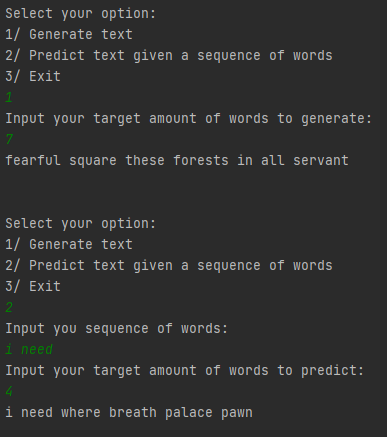 Select your option:
1/ Generate text
2/ Predict text given a sequence of words
3/ Exit
1
Input your target amount of words to generate:
7
fearful square these forests in all servant
Select your option:
1/ Generate text
2/ Predict text given a sequence of words
3/ Exit
2
Input you sequence of words:
i need
Input your target amount of words to predict:
4
i need where breath palace pawn